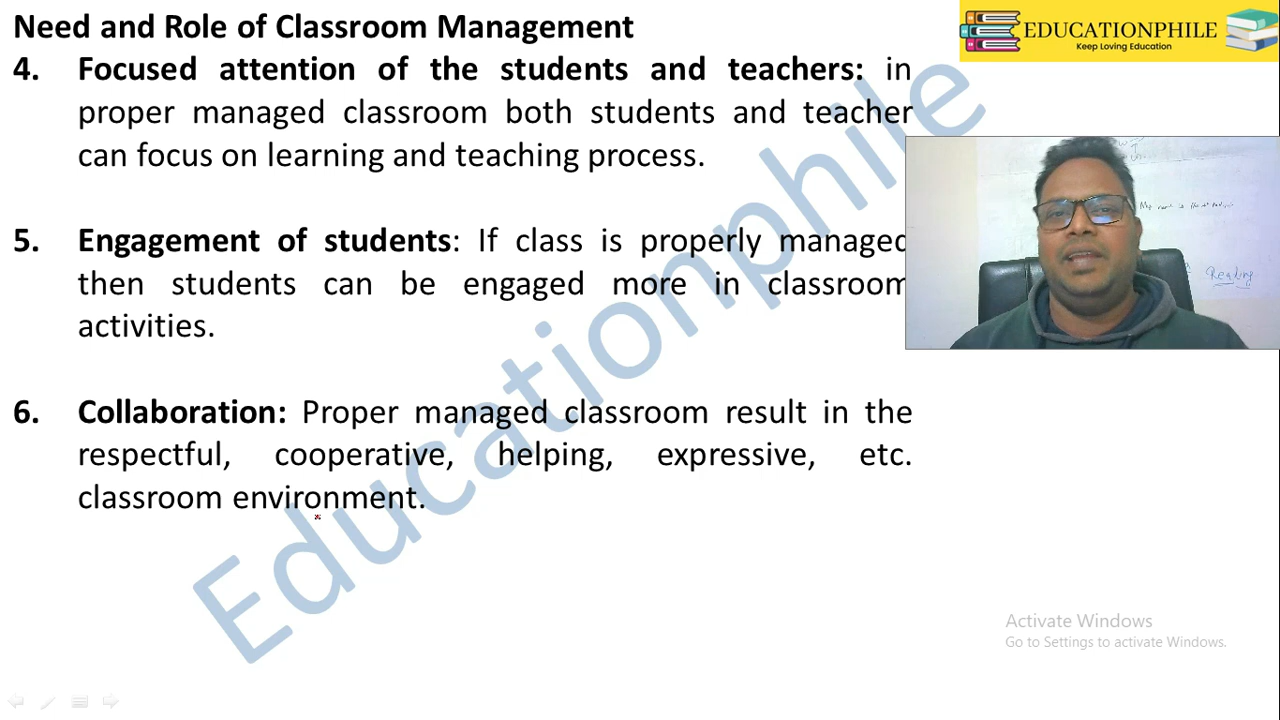 Need and Role of Classroom Management
EDUCATIONPHILE
Keep Loving Education
4. Focused attention of the students and teachers: in
proper managed classroom both students and teacher
can focus on learning and teaching process.
5. Engagement of students: If class is properly managed
then students can be engaged more in classroom
activities.
6. Collaboration: Proper managed classroom result in the
respectful, cooperative, helping, expressive, etc.
classroom environment.
Educationphile
Reading
Activate Windows
Go to Settings to activate Windows.